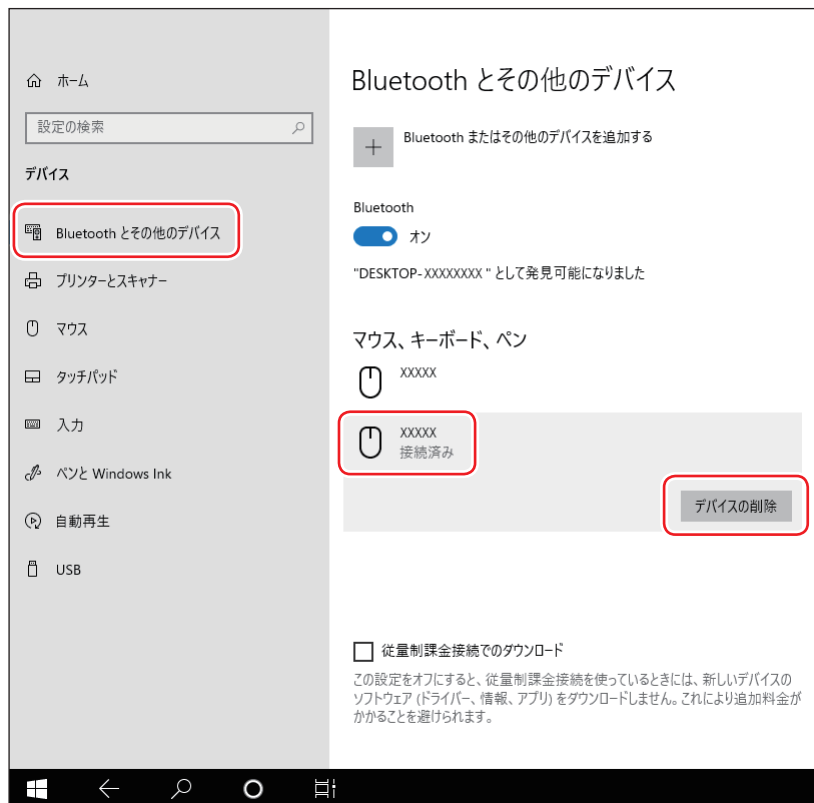 ホーム
設定の検索
デバイス
Bluetooth とその他のデバイス
プリンターとスキャナー
マウス
タッチパッド
入力
ペンと Windows Ink
自動再生
USB
Bluetooth とその他のデバイス
Bluetooth またはその他のデバイスを追加する
Bluetooth
オン
"DESKTOP-XXXXXXXX " として発見可能になりました
マウス、キーボード、ペン
XXXXX
XXXXX
接続済み
デバイスの削除
従量制課金接続でのダウンロード
この設定をオフにすると、従量制課金接続を使っているときには、新しいデバイスの
ソフトウェア (ドライバー、情報、アプリ) をダウンロードしません。これにより追加料金が
かかることを避けられます。